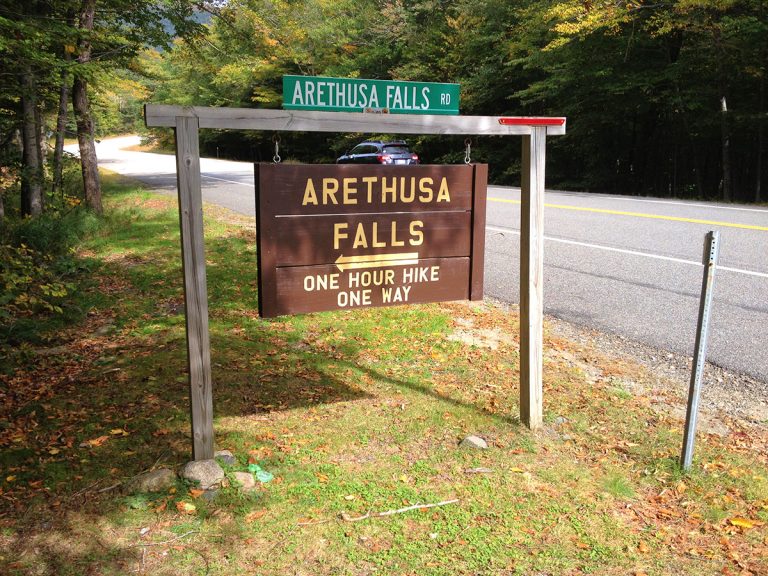 ARETHUSA FALLS RD
ARETHUSA
FALLS
ONE HOUR HIKE
ONE WAY